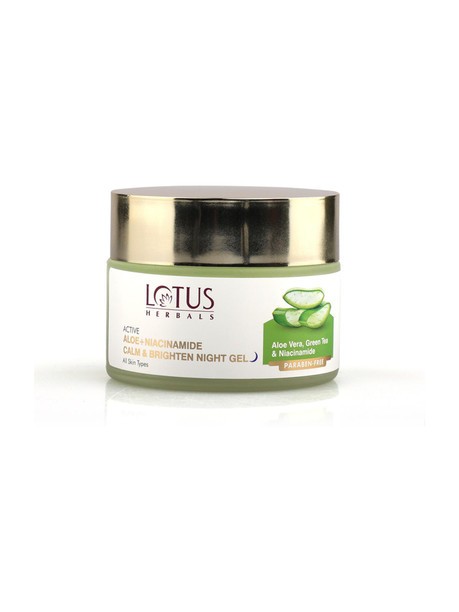 LOTUS
HERBALS
ACTIVE
ALOE+NIACINAMIDE
CALM & BRIGHTEN NIGHT GEL
All Skin Types
Aloe Vera, Green Tea
& Niacinamide
PARABEN-FREE